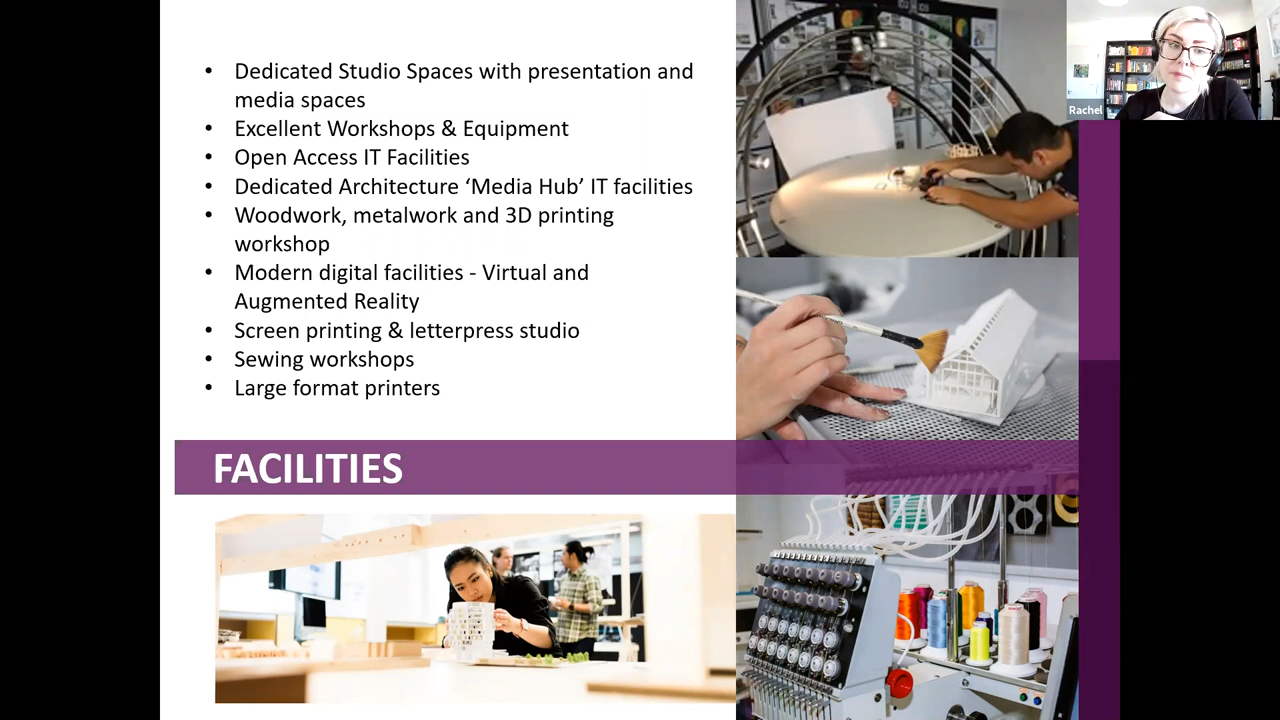 • Dedicated Studio Spaces with presentation and
media spaces
• Excellent Workshops & Equipment
• Open Access IT Facilities
• Dedicated Architecture ‘Media Hub’ IT facilities
• Woodwork, metalwork and 3D printing
workshop
• Modern digital facilities - Virtual and
Augmented Reality
• Screen printing & letterpress studio
• Sewing workshops
• Large format printers
FACILITIES
Rachel